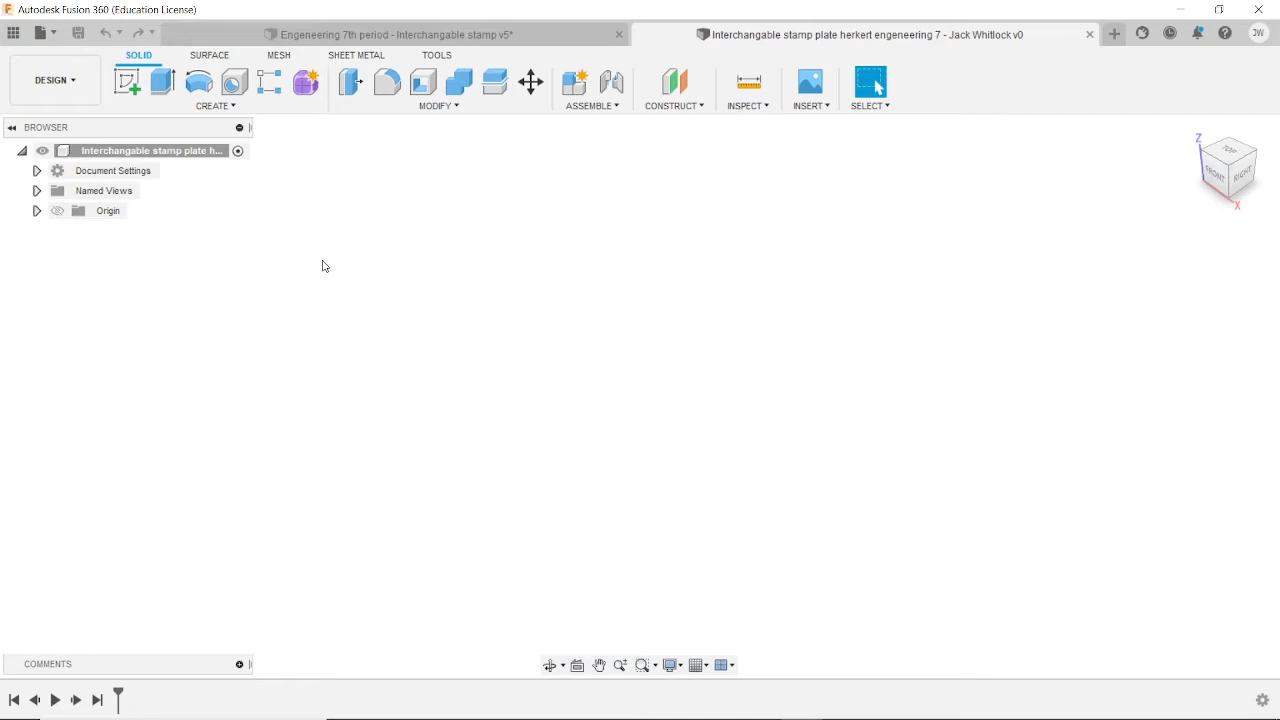 Autodesk Fusion 360 (Education License)
Engeneering 7th period - Interchangable stamp v5*
Interchangable stamp plate herkert engeneering 7 - Jack Whitlock v0
JW
SOLID SURFACE MESH SHEET METAL TOOLS
DESIGN
CREATE MODIFY ASSEMBLE CONSTRUCT INSPECT INSERT SELECT
BROWSER
Interchangable stamp plate h...
Document Settings
Named Views
Origin
Z
TOP
FRONT
RIGHT
X
COMMENTS